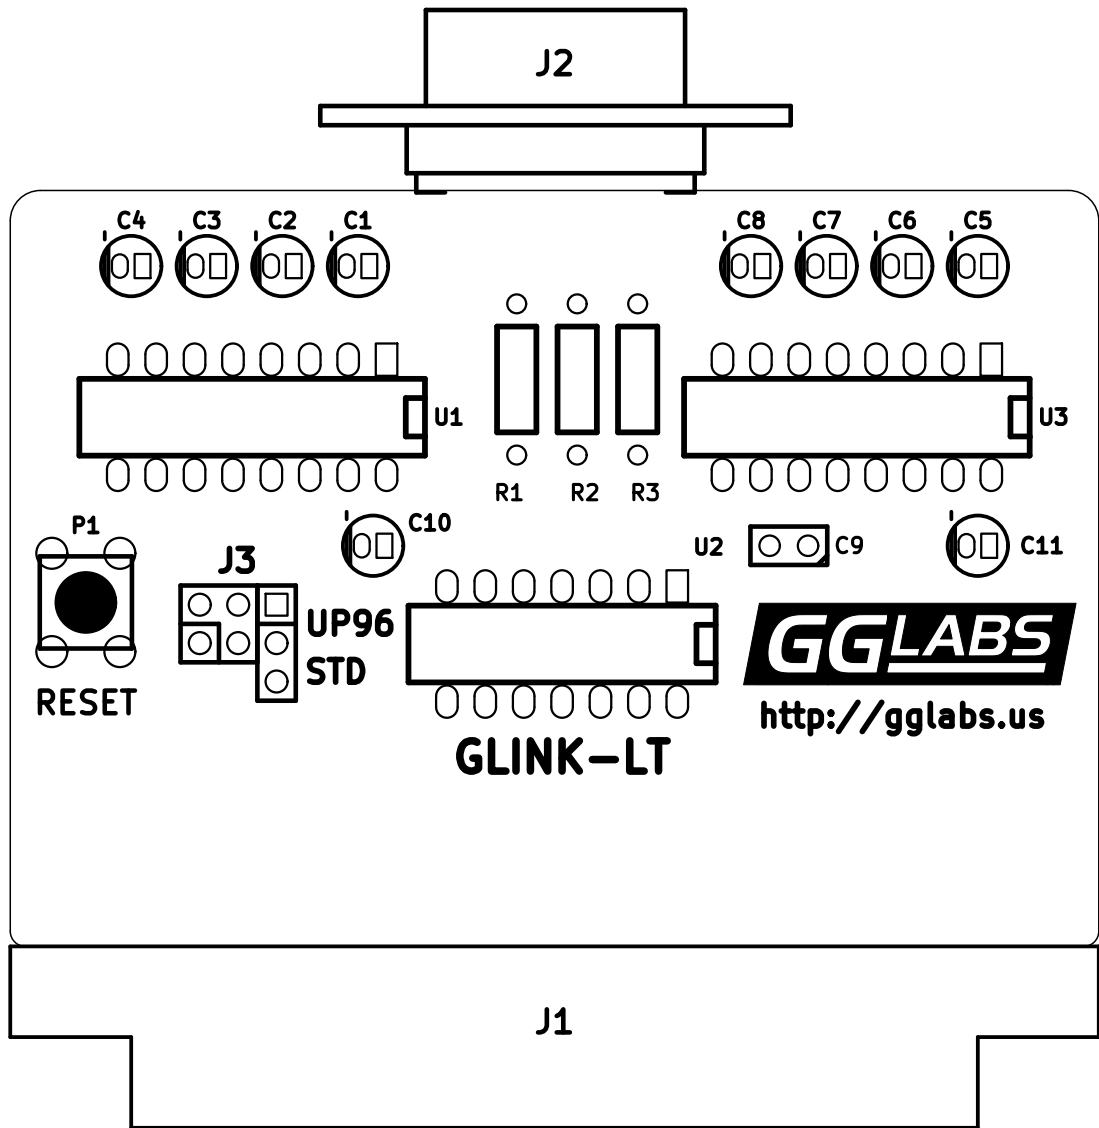 J2
C4 C3 C2 C1 C8 C7 C6 C5
U1 U3
R1 R2 R3
P1 C10 U2 C9 C11
J3
UP96
STD
RESET
GGLABS
http://gglabs.us
GLINK-LT
J1